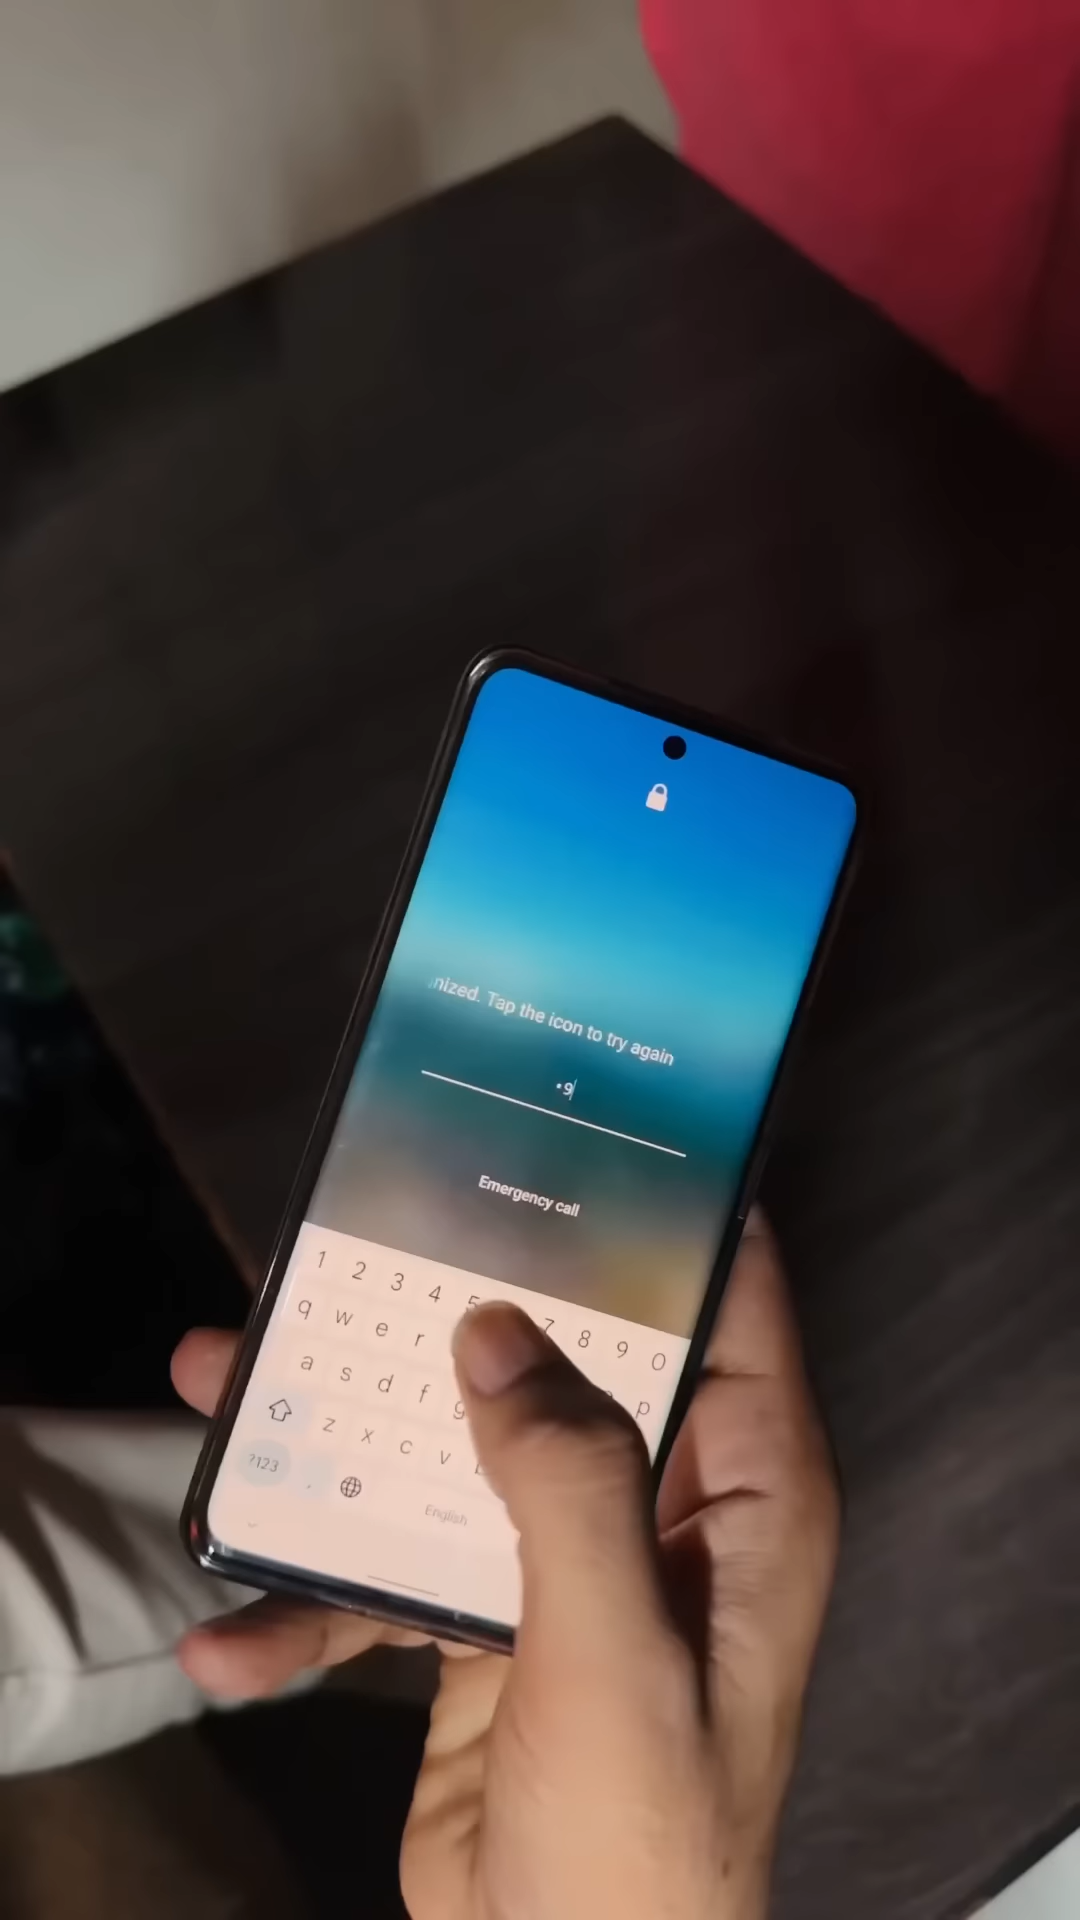 nized. Tap the icon to try again
•9
Emergency call
1 2 3 4 5 7 8 9 0
q w e r p
a s d f g
z x c v
?123 , English